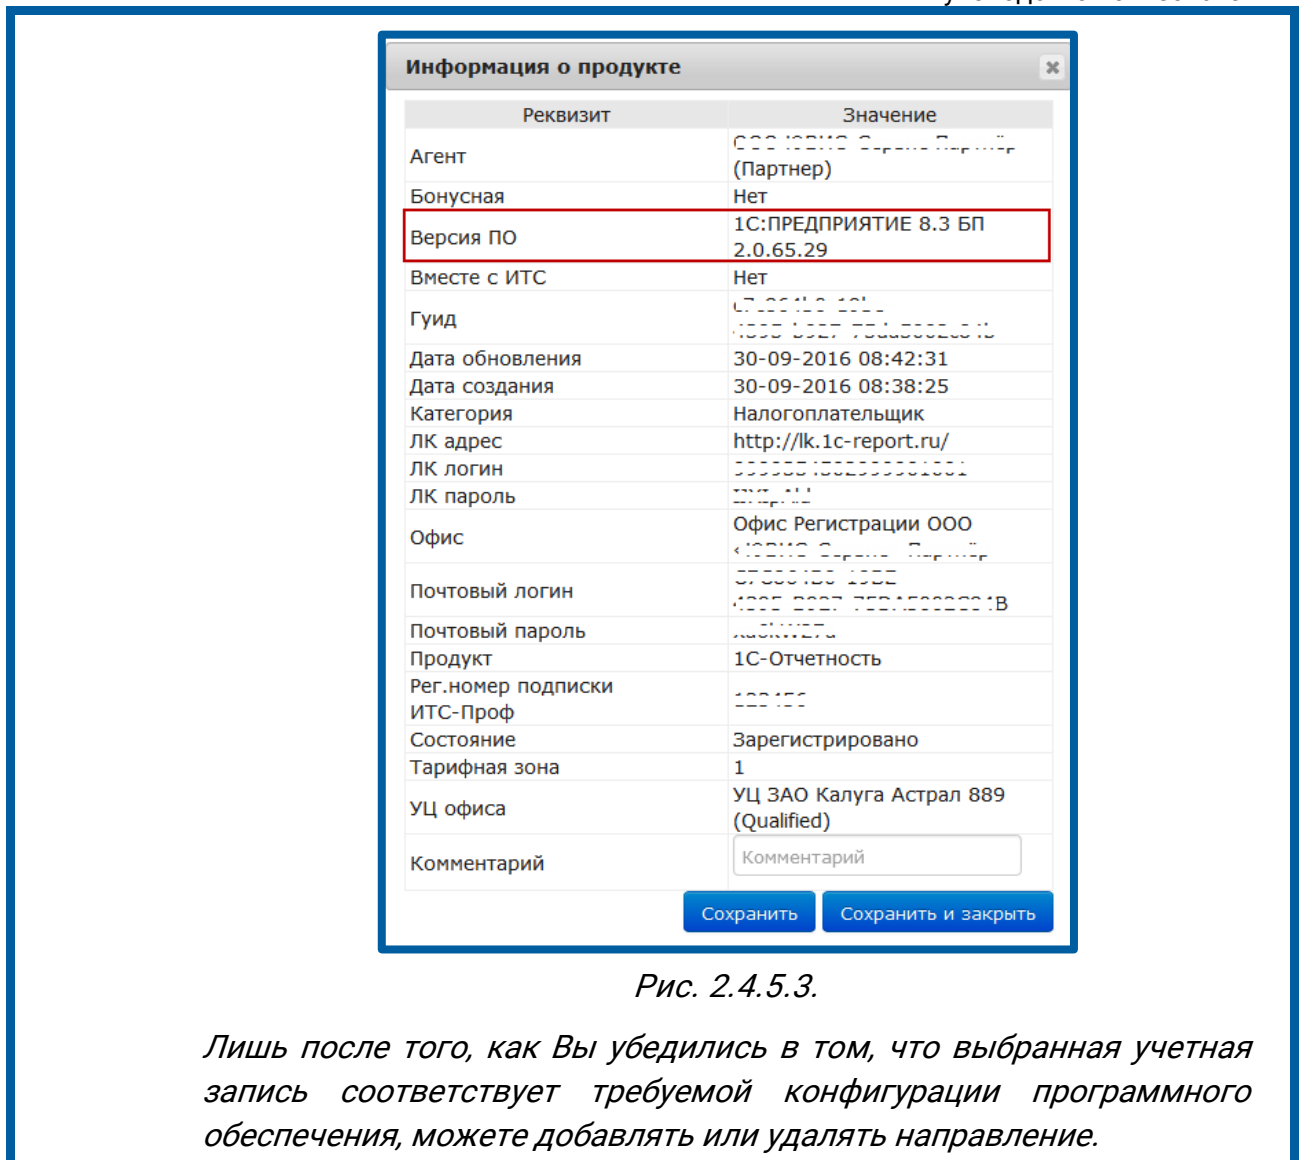 Информация о продукте
Реквизит Значение
Агент
(Партнер)
Бонусная Нет
Версия ПО 1С:ПРЕДПРИЯТИЕ 8.3 БП
2.0.65.29
Вместе с ИТС Нет
Гуид
Дата обновления 30-09-2016 08:42:31
Дата создания 30-09-2016 08:38:25
Категория Налогоплательщик
ЛК адрес http://lk.1c-report.ru/
ЛК логин
ЛК пароль
Офис Офис Регистрации ООО
Почтовый логин
Почтовый пароль
Продукт 1С-Отчетность
Рег.номер подписки
ИТС-Проф
Состояние Зарегистрировано
Тарифная зона 1
УЦ офиса УЦ ЗАО Калуга Астрал 889
(Qualified)
Комментарий Комментарий
Сохранить Сохранить и закрыть
Рис. 2.4.5.3.
Лишь после того, как Вы убедились в том, что выбранная учетная
запись соответствует требуемой конфигурации программного
обеспечения, можете добавлять или удалять направление.